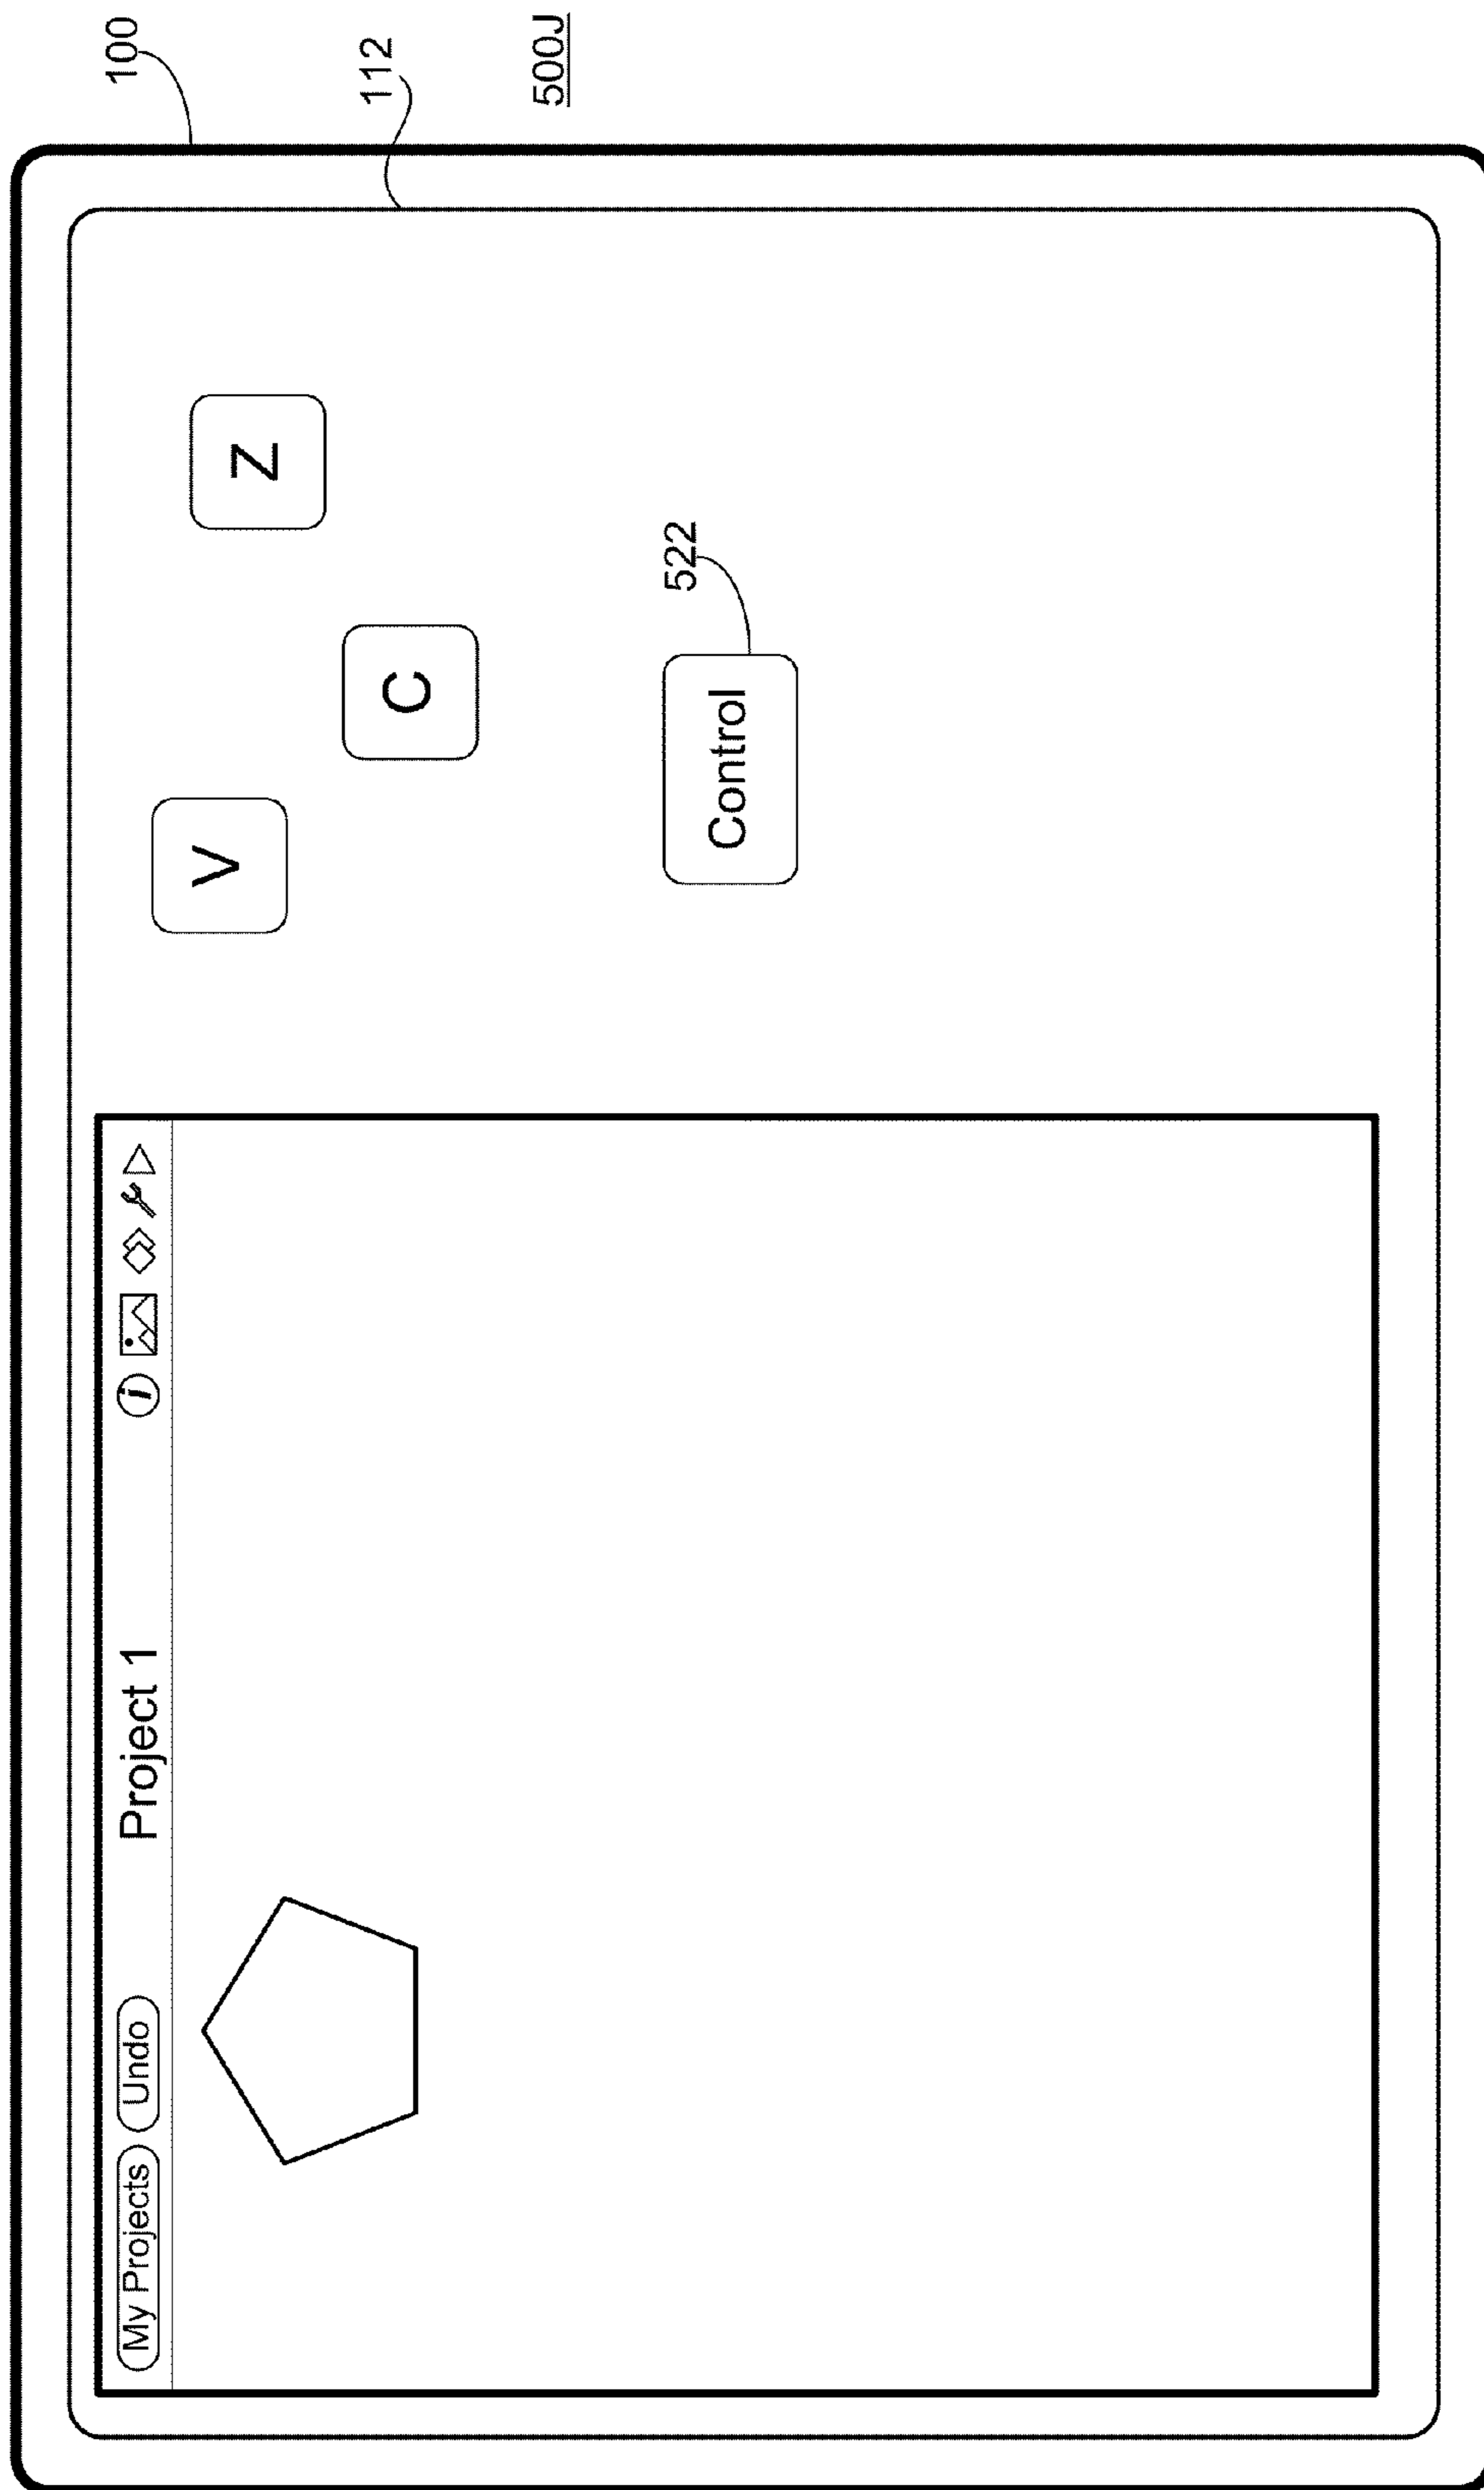 100
112
500J
My Projects
Undo
Project 1
i
V
C
Z
522
Control